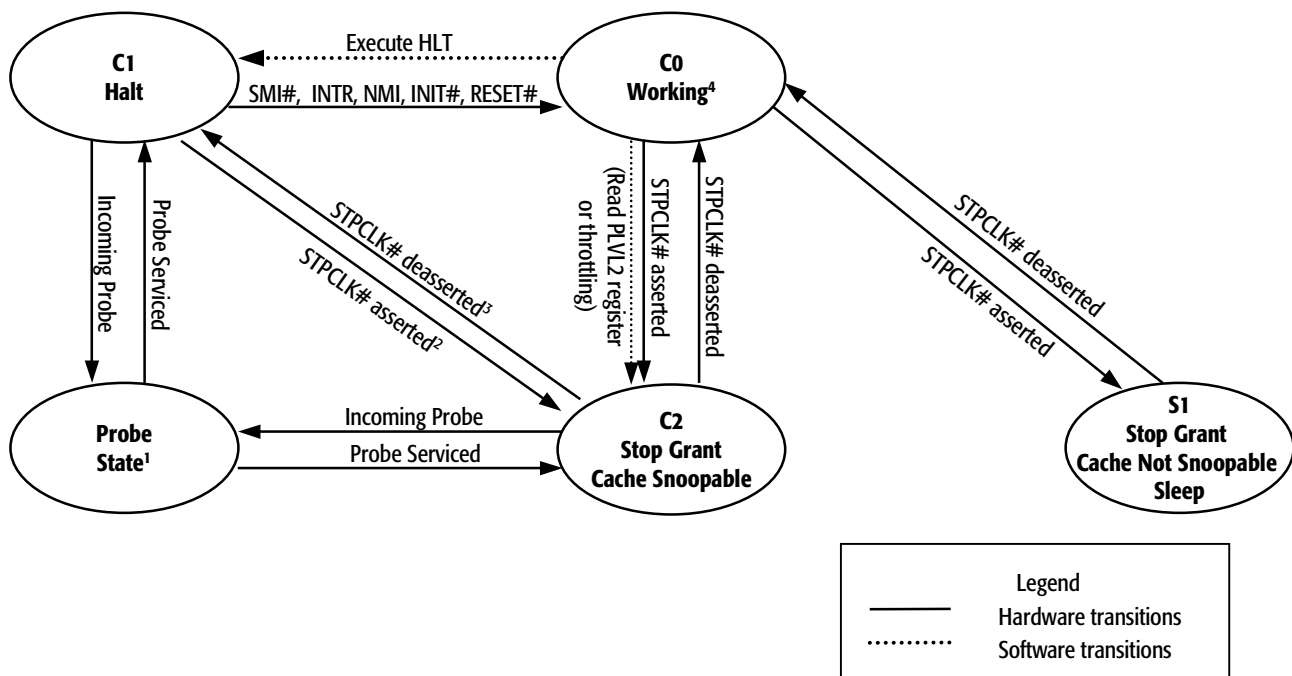 Execute HLT
C1
Halt
C0
Working⁴
SMI#, INTR, NMI, INIT#, RESET#
Incoming Probe
Probe Serviced
STPCLK# deasserted³
STPCLK# asserted²
(Read PLVL2 register
or throttling)
STPCLK# asserted
STPCLK# deasserted
STPCLK# deasserted
STPCLK# asserted
Probe
State¹
Incoming Probe
Probe Serviced
C2
Stop Grant
Cache Snoopable
S1
Stop Grant
Cache Not Snoopable
Sleep
Legend
Hardware transitions
Software transitions